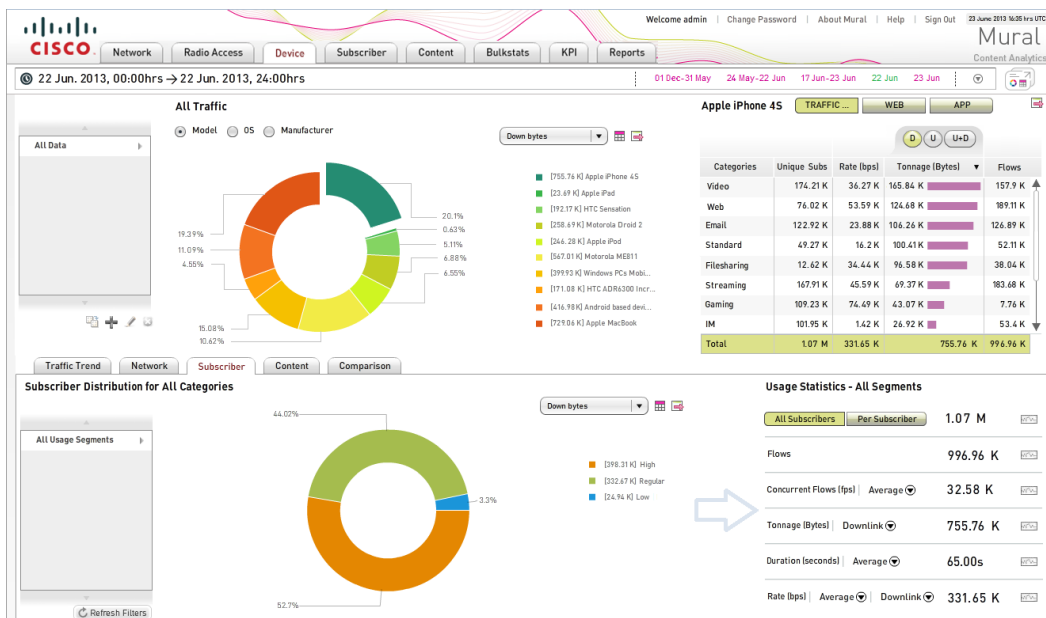 Welcome admin | Change Password | About Mural | Help | Sign Out 23 June 2013 16:35 hrs UTC
CISCO Network Radio Access Device Subscriber Content Bulkstats KPI Reports
Mural
Content Analytics
22 Jun. 2013, 00:00hrs → 22 Jun. 2013, 24:00hrs 01 Dec-31 May 24 May-22 Jun 17 Jun-23 Jun 22 Jun 23 Jun
All Traffic
Model OS Manufacturer
Down bytes
All Data
[755.76 K] Apple iPhone 4S
[23.69 K] Apple iPad
[192.17 K] HTC Sensation
[258.69 K] Motorola Droid 2
[246.28 K] Apple iPod
[567.01 K] Motorola ME811
[399.93 K] Windows PCs Mobi...
[171.08 K] HTC ADR6300 Incr...
[416.98K] Android based devi...
[729.06 K] Apple MacBook
20.1%
0.63%
5.11%
6.88%
6.55%
19.39%
11.09%
4.55%
15.08%
10.62%
Apple iPhone 4S TRAFFIC ... WEB APP
D U U+D
Categories Unique Subs Rate (bps) Tonnage (Bytes) Flows
Video 174.21 K 36.27 K 165.84 K 157.9 K
Web 76.02 K 53.59 K 124.68 K 189.11 K
Email 122.92 K 23.88 K 106.26 K 126.89 K
Standard 49.27 K 16.2 K 100.41 K 52.11 K
Filesharing 12.62 K 34.44 K 96.58 K 38.04 K
Streaming 167.91 K 45.59 K 69.37 K 183.68 K
Gaming 109.23 K 74.49 K 43.07 K 7.76 K
IM 101.95 K 1.42 K 26.92 K 53.4 K
Total 1.07 M 331.65 K 755.76 K 996.96 K
Traffic Trend Network Subscriber Content Comparison
Subscriber Distribution for All Categories
Down bytes
All Usage Segments
44.02%
3.3%
52.7%
[398.31 K] High
[332.67 K] Regular
[24.94 K] Low
Refresh Filters
Usage Statistics - All Segments
All Subscribers Per Subscriber 1.07 M
Flows 996.96 K
Concurrent Flows (fps) | Average 32.58 K
Tonnage (Bytes) | Downlink 755.76 K
Duration (seconds) | Average 65.00s
Rate (bps) | Average | Downlink 331.65 K